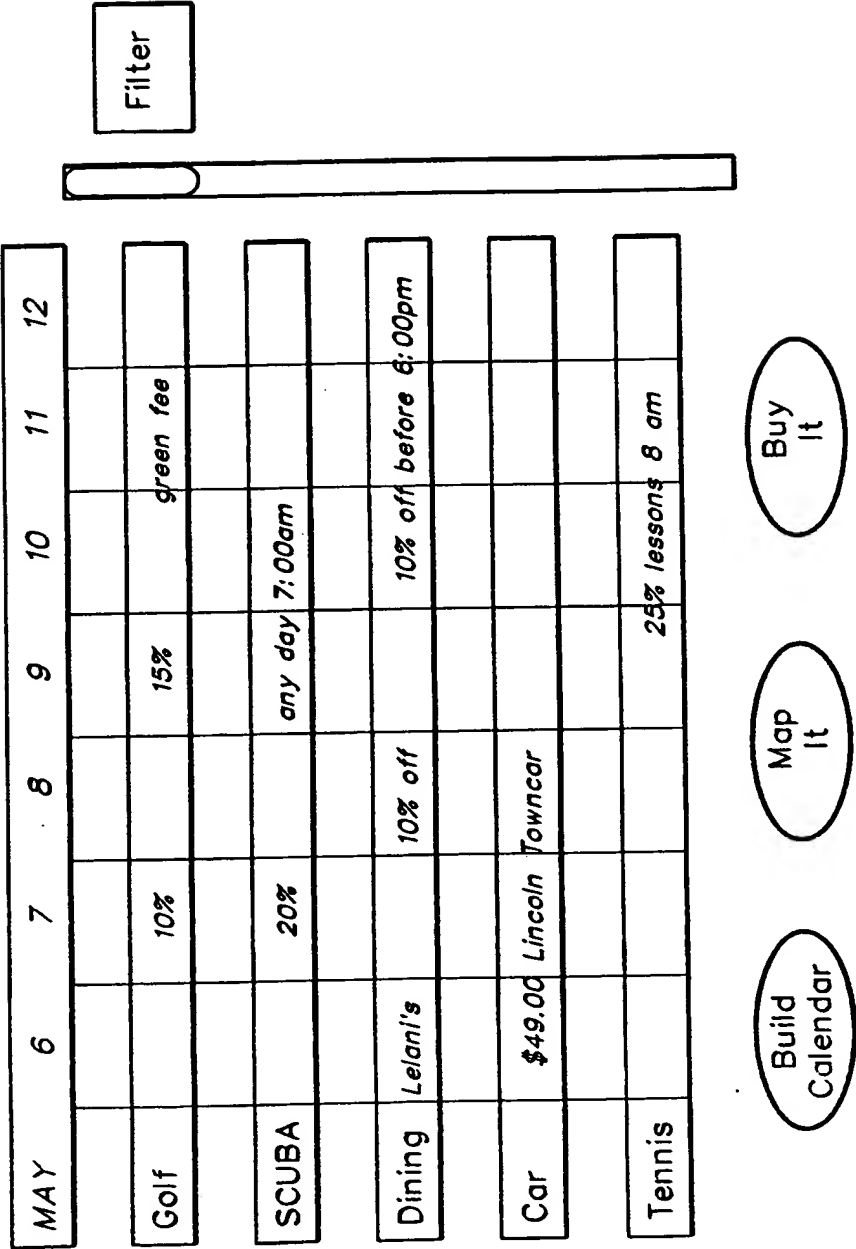 MAY 6 7 8 9 10 11 12
Filter
Golf 10% 15% green fee
SCUBA 20% any day 7:00am
Dining Lelani's 10% off 10% off before 6:00pm
Car $49.00 Lincoln Towncar
Tennis 25% lessons 8 am
Build
Calendar
Map
It
Buy
It